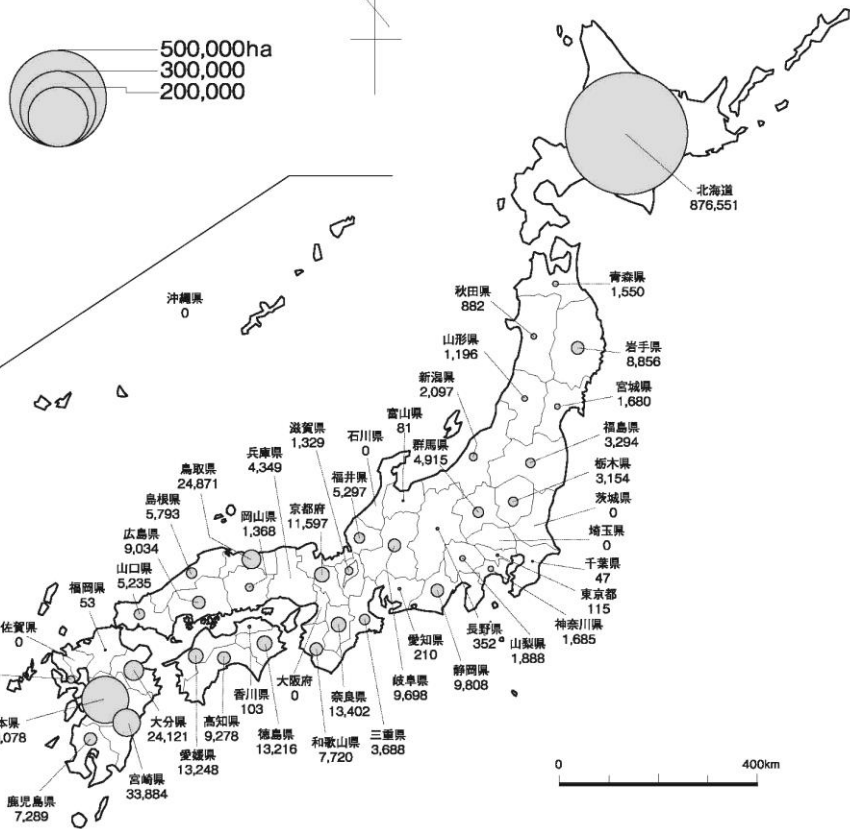 500,000ha
300,000
200,000
北海道
876,551
沖縄県
0
青森県
1,550
秋田県
882
岩手県
8,856
山形県
1,196
宮城県
1,680
新潟県
2,097
福島県
3,294
富山県
81
群馬県
4,915
栃木県
3,154
石川県
0
滋賀県
1,329
茨城県
0
兵庫県
4,349
福井県
5,297
埼玉県
0
鳥取県
24,871
京都府
11,597
千葉県
47
島根県
5,793
岡山県
1,368
東京都
115
広島県
9,034
神奈川県
1,685
山口県
5,235
福岡県
53
山梨県
1,888
長野県
352
佐賀県
0
愛知県
210
静岡県
9,808
岐阜県
9,698
大阪府
0
奈良県
13,402
三重県
3,688
和歌山県
7,720
香川県
103
徳島県
13,216
高知県
9,278
愛媛県
13,248
大分県
24,121
本県
,078
宮崎県
33,884
鹿児島県
7,289
0
400km